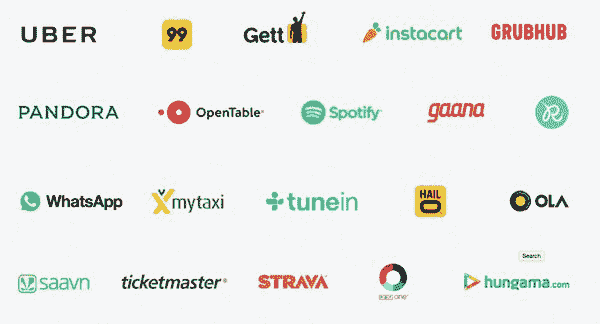 UBER 99 Gett instacart GRUBHUB
PANDORA OpenTable Spotify gaana R
WhatsApp mytaxi tunein HAILO OLA
Search
saavn ticketmaster STRAVA hungama.com